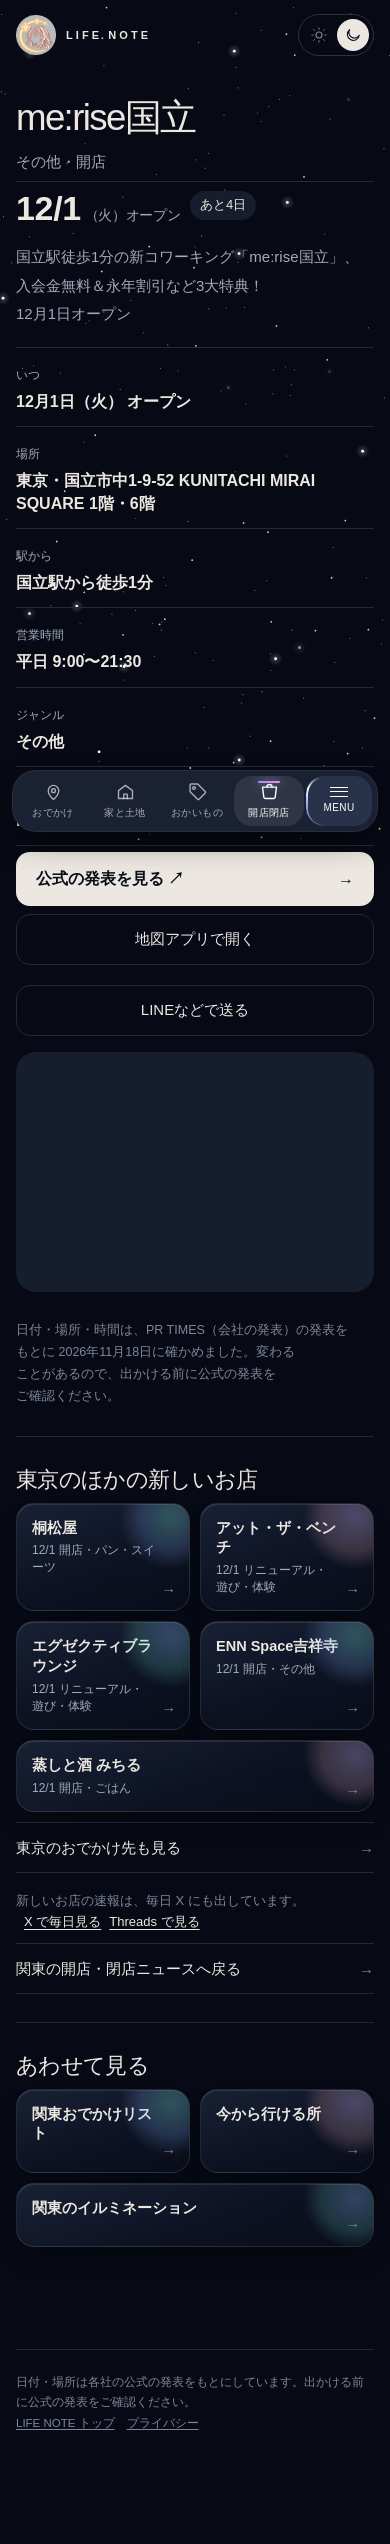 LIFE.NOTE
me:rise国立
その他・開店
12/1 （火）オープン あと4日
国立駅徒歩1分の新コワーキング「me:rise国立」、
入会金無料＆永年割引など3大特典！
12月1日オープン
いつ
12月1日（火） オープン
場所
東京・国立市中1-9-52 KUNITACHI MIRAI
SQUARE 1階・6階
駅から
国立駅から徒歩1分
営業時間
平日 9:00〜21:30
ジャンル
その他
おでかけ 家と土地 おかいもの 開店閉店 MENU
公式の発表を見る ↗ →
地図アプリで開く
LINEなどで送る
日付・場所・時間は、PR TIMES（会社の発表）の発表を
もとに 2026年11月18日に確かめました。変わる
ことがあるので、出かける前に公式の発表を
ご確認ください。
東京のほかの新しいお店
桐松屋
12/1 開店・パン・スイ
ーツ
→
アット・ザ・ベン
チ
12/1 リニューアル・
遊び・体験
→
エグゼクティブラ
ウンジ
12/1 リニューアル・
遊び・体験
→
ENN Space吉祥寺
12/1 開店・その他
→
蒸しと酒 みちる
12/1 開店・ごはん
→
東京のおでかけ先も見る →
新しいお店の速報は、毎日 X にも出しています。
X で毎日見る Threads で見る
関東の開店・閉店ニュースへ戻る →
あわせて見る
関東おでかけリス
ト
→
今から行ける所
→
関東のイルミネーション
→
日付・場所は各社の公式の発表をもとにしています。出かける前
に公式の発表をご確認ください。
LIFE NOTE トップ プライバシー